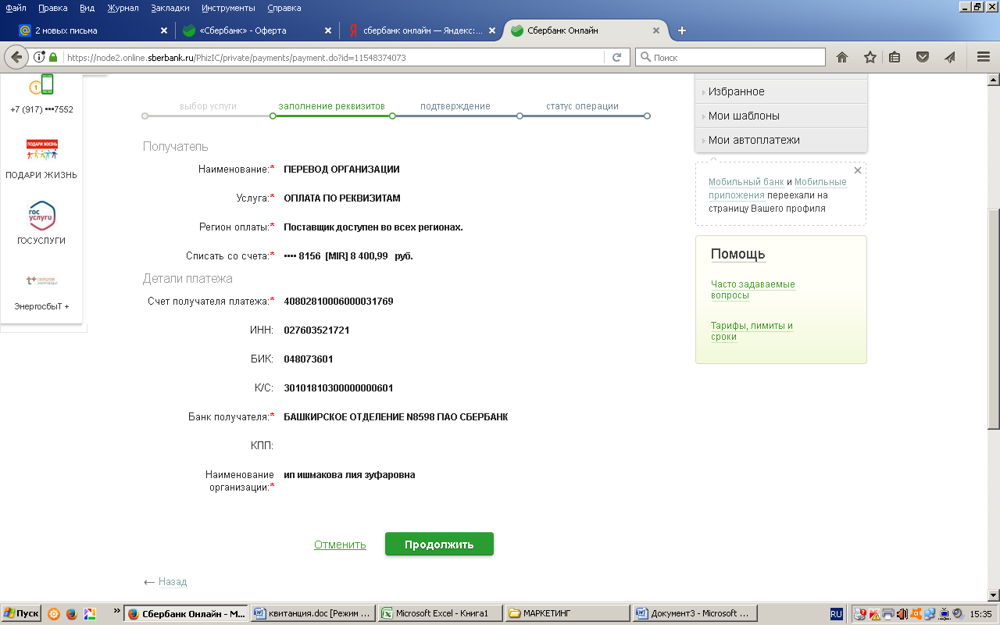 Файл Правка Вид Журнал Закладки Инструменты Справка
2 новых письма
«Сбербанк» - Оферта
сбербанк онлайн — Яндекс:...
Сбербанк Онлайн
https://node2.online.sberbank.ru/PhizIC/private/payments/payment.do?id=11548374073
Поиск
1
+7 (917) ••••7552
ПОДАРИ ЖИЗНЬ
ПОДАРИ ЖИЗНЬ
гос
услуги
ГОСУСЛУГИ
ЭнергосбыТ +
выбор услуги
заполнение реквизитов
подтверждение
статус операции
Получатель
Наименование:* ПЕРЕВОД ОРГАНИЗАЦИИ
Услуга:* ОПЛАТА ПО РЕКВИЗИТАМ
Регион оплаты:* Поставщик доступен во всех регионах.
Списать со счета:* •••• 8156 [MIR] 8 400,99 руб.
Детали платежа
Счет получателя платежа:* 40802810006000031769
ИНН: 027603521721
БИК: 048073601
К/С: 30101810300000000601
Банк получателя:* БАШКИРСКОЕ ОТДЕЛЕНИЕ N8598 ПАО СБЕРБАНК
КПП:
Наименование
организации:* ип ишмакова лия зуфаровна
Отменить
Продолжить
← Назад
Избранное
Мои шаблоны
Мои автоплатежи
Мобильный банк и Мобильные
приложения переехали на
страницу Вашего профиля
Помощь
Часто задаваемые
вопросы
Тарифы, лимиты и
сроки
Пуск
»
Сбербанк Онлайн - M...
квитанция.doc [Режим ...
Microsoft Excel - Книга1
МАРКЕТИНГ
Документ3 - Microsoft ...
RU
15:35